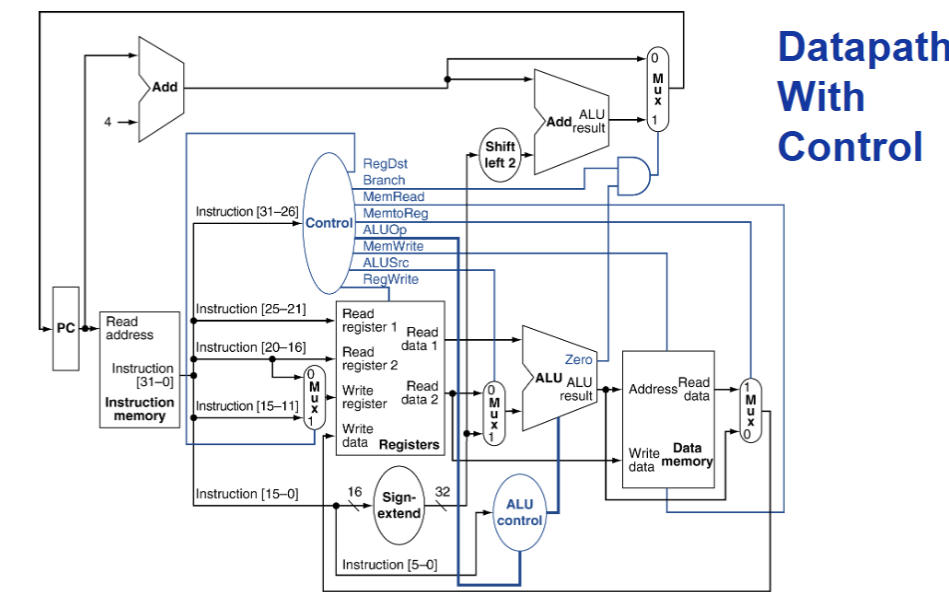 Datapath
With
Control
Add
4
0
Mux
1
Add ALU
result
Shift
left 2
RegDst
Branch
MemRead
MemtoReg
ALUOp
MemWrite
ALUSrc
RegWrite
Control
Instruction [31–26]
Instruction [25–21]
Instruction [20–16]
Instruction [15–11]
Instruction [15–0]
Instruction [5–0]
PC
Read
address
Instruction
[31–0]
Instruction
memory
0
Mux
1
Read
register 1
Read
register 2
Write
register
Write
data
Read
data 1
Read
data 2
Registers
0
Mux
1
Zero
ALU
ALU
result
Address
Read
data
Write
data
Data
memory
1
Mux
0
16
Sign-
extend
32
ALU
control